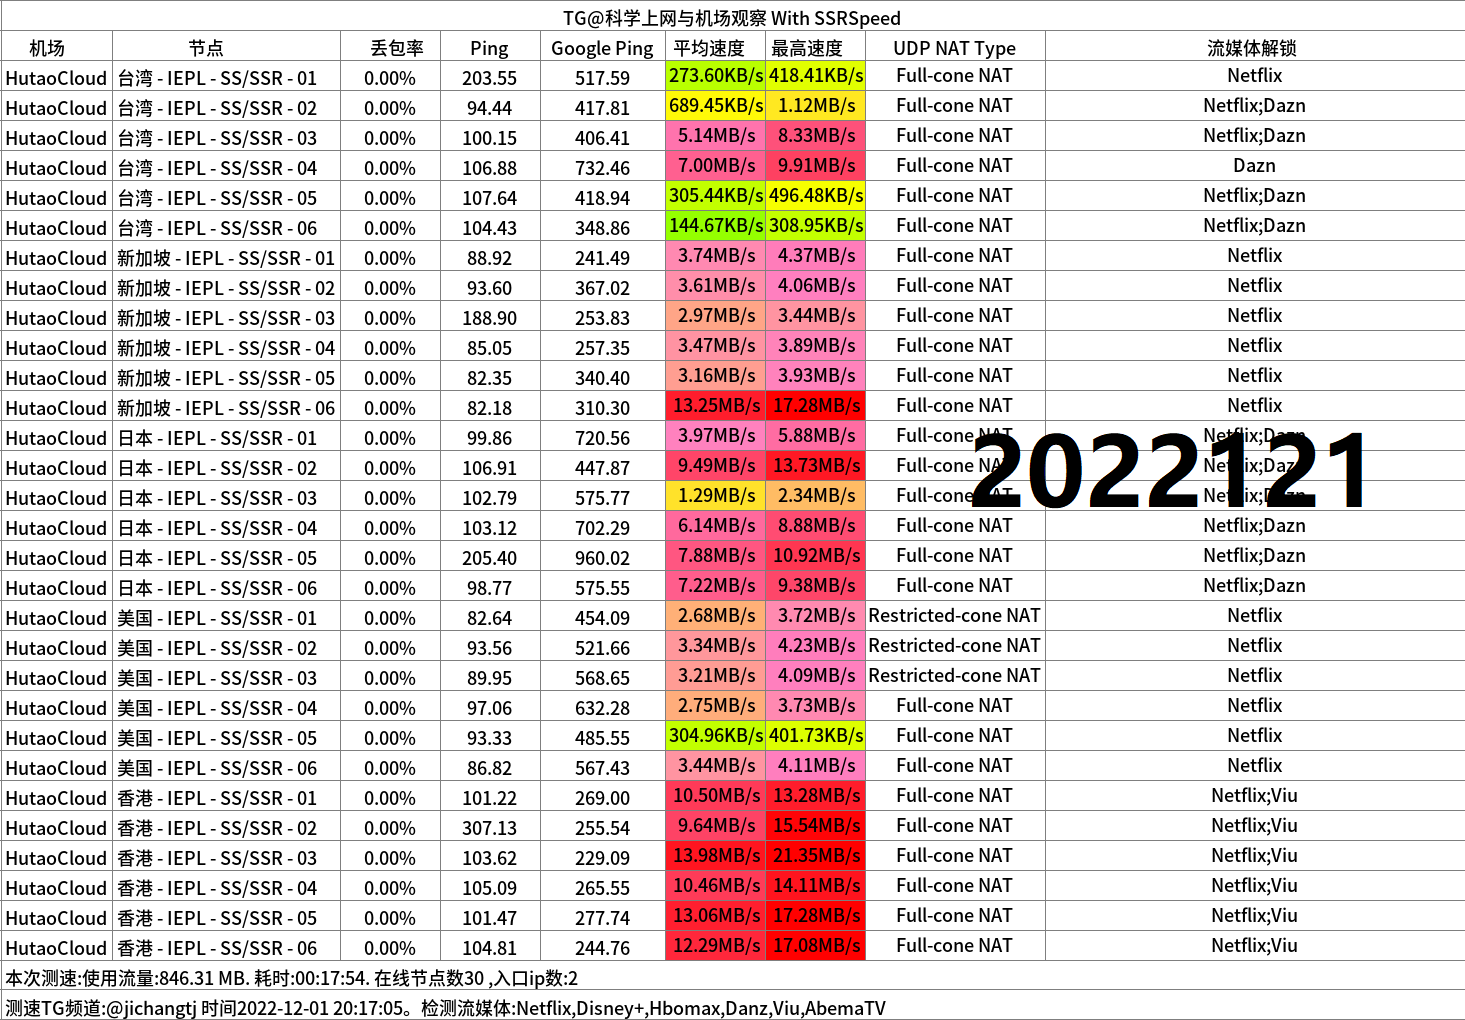 TG@科学上网与机场观察 With SSRSpeed
机场 节点 丢包率 Ping Google Ping 平均速度 最高速度 UDP NAT Type 流媒体解锁
HutaoCloud 台湾 - IEPL - SS/SSR - 01 0.00% 203.55 517.59 273.60KB/s 418.41KB/s Full-cone NAT Netflix
HutaoCloud 台湾 - IEPL - SS/SSR - 02 0.00% 94.44 417.81 689.45KB/s 1.12MB/s Full-cone NAT Netflix;Dazn
HutaoCloud 台湾 - IEPL - SS/SSR - 03 0.00% 100.15 406.41 5.14MB/s 8.33MB/s Full-cone NAT Netflix;Dazn
HutaoCloud 台湾 - IEPL - SS/SSR - 04 0.00% 106.88 732.46 7.00MB/s 9.91MB/s Full-cone NAT Dazn
HutaoCloud 台湾 - IEPL - SS/SSR - 05 0.00% 107.64 418.94 305.44KB/s 496.48KB/s Full-cone NAT Netflix;Dazn
HutaoCloud 台湾 - IEPL - SS/SSR - 06 0.00% 104.43 348.86 144.67KB/s 308.95KB/s Full-cone NAT Netflix;Dazn
HutaoCloud 新加坡 - IEPL - SS/SSR - 01 0.00% 88.92 241.49 3.74MB/s 4.37MB/s Full-cone NAT Netflix
HutaoCloud 新加坡 - IEPL - SS/SSR - 02 0.00% 93.60 367.02 3.61MB/s 4.06MB/s Full-cone NAT Netflix
HutaoCloud 新加坡 - IEPL - SS/SSR - 03 0.00% 188.90 253.83 2.97MB/s 3.44MB/s Full-cone NAT Netflix
HutaoCloud 新加坡 - IEPL - SS/SSR - 04 0.00% 85.05 257.35 3.47MB/s 3.89MB/s Full-cone NAT Netflix
HutaoCloud 新加坡 - IEPL - SS/SSR - 05 0.00% 82.35 340.40 3.16MB/s 3.93MB/s Full-cone NAT Netflix
HutaoCloud 新加坡 - IEPL - SS/SSR - 06 0.00% 82.18 310.30 13.25MB/s 17.28MB/s Full-cone NAT Netflix
HutaoCloud 日本 - IEPL - SS/SSR - 01 0.00% 99.86 720.56 3.97MB/s 5.88MB/s Full-cone NAT Netflix;Dazn
HutaoCloud 日本 - IEPL - SS/SSR - 02 0.00% 106.91 447.87 9.49MB/s 13.73MB/s Full-cone NAT Netflix;Dazn
2022121
HutaoCloud 日本 - IEPL - SS/SSR - 03 0.00% 102.79 575.77 1.29MB/s 2.34MB/s Full-cone NAT Netflix;Dazn
HutaoCloud 日本 - IEPL - SS/SSR - 04 0.00% 103.12 702.29 6.14MB/s 8.88MB/s Full-cone NAT Netflix;Dazn
HutaoCloud 日本 - IEPL - SS/SSR - 05 0.00% 205.40 960.02 7.88MB/s 10.92MB/s Full-cone NAT Netflix;Dazn
HutaoCloud 日本 - IEPL - SS/SSR - 06 0.00% 98.77 575.55 7.22MB/s 9.38MB/s Full-cone NAT Netflix;Dazn
HutaoCloud 美国 - IEPL - SS/SSR - 01 0.00% 82.64 454.09 2.68MB/s 3.72MB/s Restricted-cone NAT Netflix
HutaoCloud 美国 - IEPL - SS/SSR - 02 0.00% 93.56 521.66 3.34MB/s 4.23MB/s Restricted-cone NAT Netflix
HutaoCloud 美国 - IEPL - SS/SSR - 03 0.00% 89.95 568.65 3.21MB/s 4.09MB/s Restricted-cone NAT Netflix
HutaoCloud 美国 - IEPL - SS/SSR - 04 0.00% 97.06 632.28 2.75MB/s 3.73MB/s Full-cone NAT Netflix
HutaoCloud 美国 - IEPL - SS/SSR - 05 0.00% 93.33 485.55 304.96KB/s 401.73KB/s Full-cone NAT Netflix
HutaoCloud 美国 - IEPL - SS/SSR - 06 0.00% 86.82 567.43 3.44MB/s 4.11MB/s Full-cone NAT Netflix
HutaoCloud 香港 - IEPL - SS/SSR - 01 0.00% 101.22 269.00 10.50MB/s 13.28MB/s Full-cone NAT Netflix;Viu
HutaoCloud 香港 - IEPL - SS/SSR - 02 0.00% 307.13 255.54 9.64MB/s 15.54MB/s Full-cone NAT Netflix;Viu
HutaoCloud 香港 - IEPL - SS/SSR - 03 0.00% 103.62 229.09 13.98MB/s 21.35MB/s Full-cone NAT Netflix;Viu
HutaoCloud 香港 - IEPL - SS/SSR - 04 0.00% 105.09 265.55 10.46MB/s 14.11MB/s Full-cone NAT Netflix;Viu
HutaoCloud 香港 - IEPL - SS/SSR - 05 0.00% 101.47 277.74 13.06MB/s 17.28MB/s Full-cone NAT Netflix;Viu
HutaoCloud 香港 - IEPL - SS/SSR - 06 0.00% 104.81 244.76 12.29MB/s 17.08MB/s Full-cone NAT Netflix;Viu
本次测速:使用流量:846.31 MB. 耗时:00:17:54. 在线节点数30 ,入口ip数:2
测速TG频道:@jichangtj 时间2022-12-01 20:17:05。检测流媒体:Netflix,Disney+,Hbomax,Danz,Viu,AbemaTV